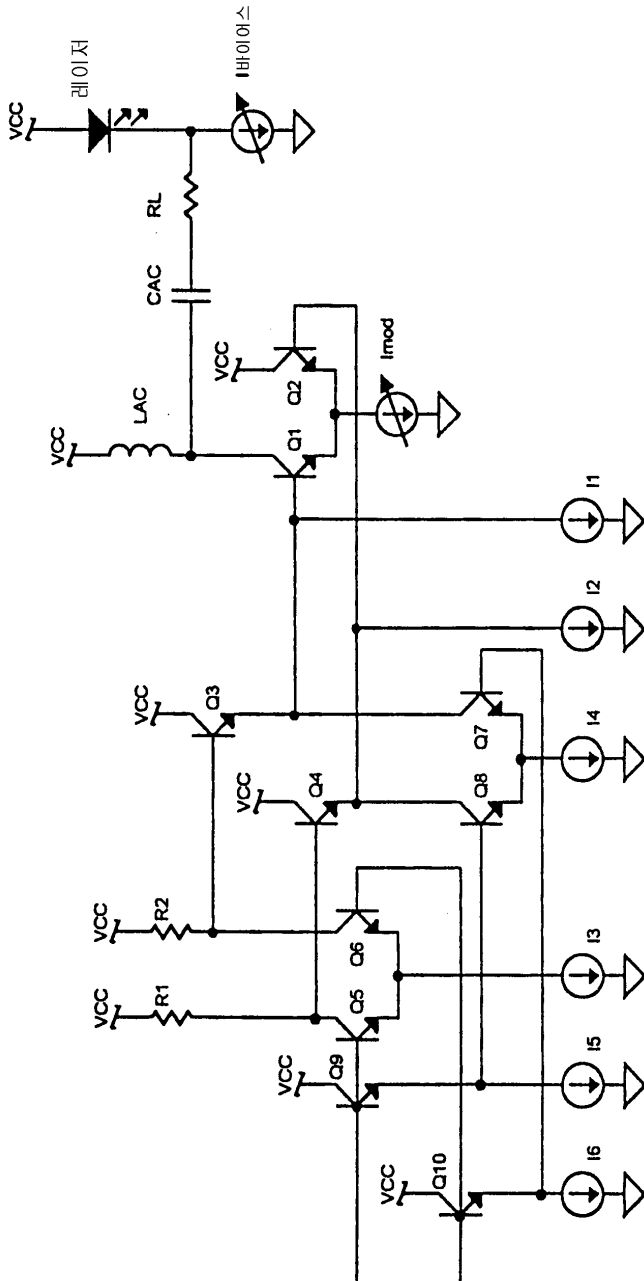 레이저
I바이어스
VCC
RL
CAC
VCC
Q2
Imod
LAC
VCC
Q1
I1
I2
VCC
Q3
Q7
I4
VCC
Q4
Q8
VCC
R2
Q6
I3
VCC
R1
Q5
VCC
Q9
I5
VCC
Q10
I6